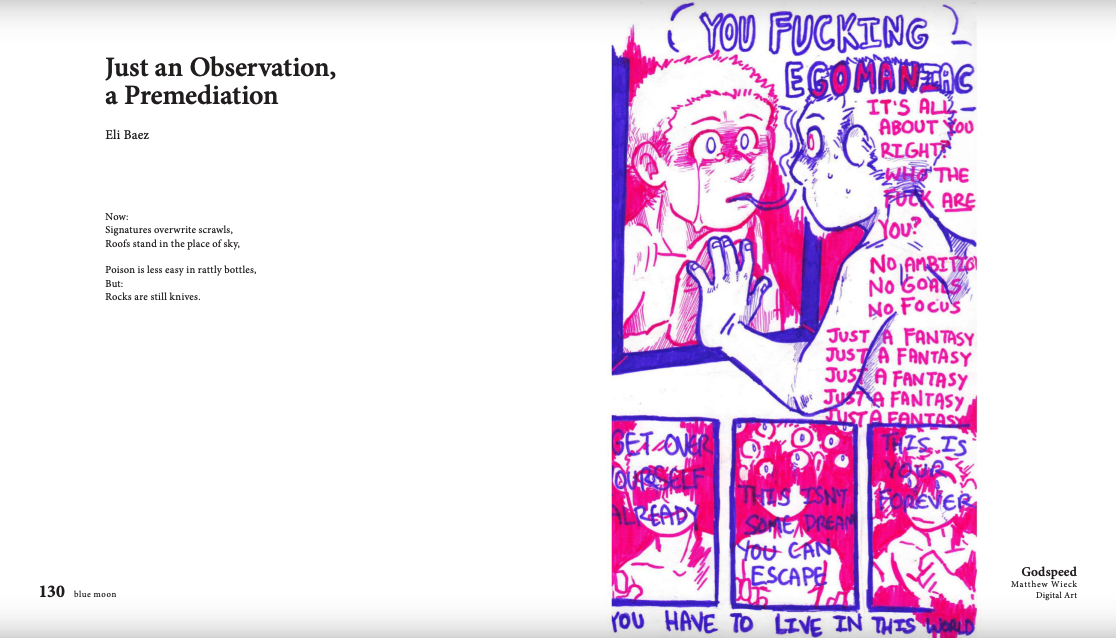 Just an Observation,
a Premediation
Eli Baez
Now:
Signatures overwrite scrawls,
Roofs stand in the place of sky,
Poison is less easy in rattly bottles,
But:
Rocks are still knives.
130 blue moon
YOU FUCKING
EGOMANIAC
IT'S ALL
ABOUT YOU
RIGHT?
WHO THE
FUCK ARE
YOU?
NO AMBITIO
NO GOALS
NO FOCUS
JUST A FANTASY
JUST A FANTASY
JUST A FANTASY
JUST A FANTASY
JUST A FANTASY
GET OVER
OURSELF
ALREADY
THIS ISN'T
SOME DREAM
YOU CAN
ESCAPE
THIS IS
YOUR
FOREVER
YOU HAVE TO LIVE IN THIS WORLD
Godspeed
Matthew Wieck
Digital Art